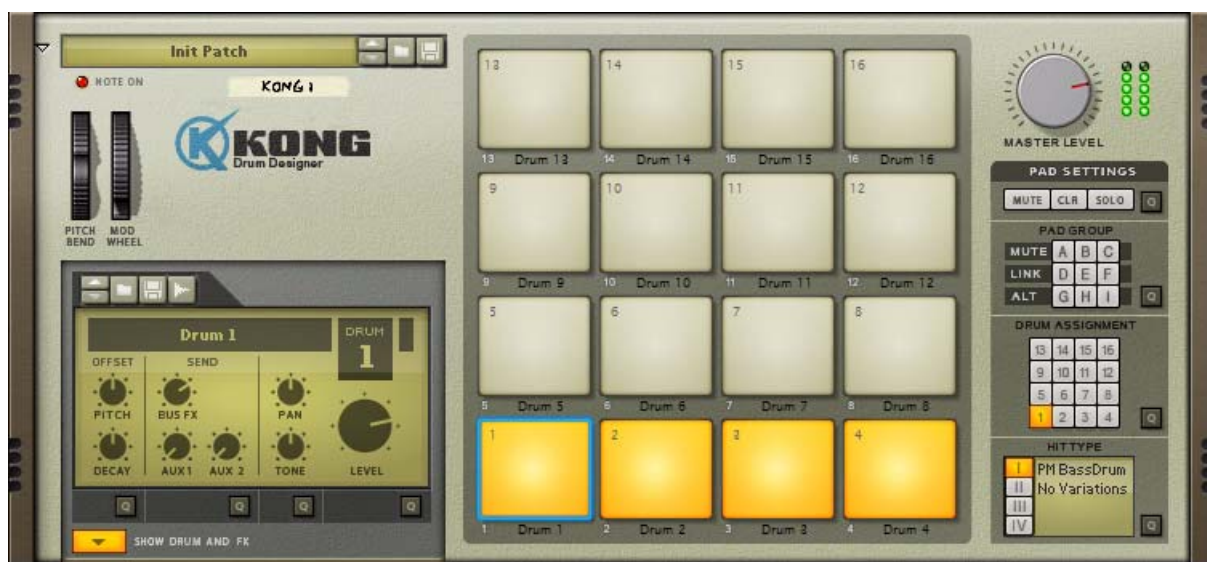 Init Patch
NOTE ON
KONG 1
KONG
Drum Designer
PITCH BEND
MOD WHEEL
Drum 1
DRUM
1
OFFSET
SEND
PITCH
BUS FX
PAN
DECAY
AUX 1
AUX 2
TONE
LEVEL
Q
Q
Q
Q
SHOW DRUM AND FX
13
14
15
16
13 Drum 13
14 Drum 14
15 Drum 15
16 Drum 16
9
10
11
12
9 Drum 9
10 Drum 10
11 Drum 11
12 Drum 12
5
6
7
8
5 Drum 5
6 Drum 6
7 Drum 7
8 Drum 8
1
2
3
4
1 Drum 1
2 Drum 2
3 Drum 3
4 Drum 4
MASTER LEVEL
PAD SETTINGS
MUTE CLR SOLO Q
PAD GROUP
MUTE A B C
LINK D E F
ALT G H I Q
DRUM ASSIGNMENT
13 14 15 16
9 10 11 12
5 6 7 8
1 2 3 4 Q
HIT TYPE
I PM BassDrum
II No Variations
III
IV Q